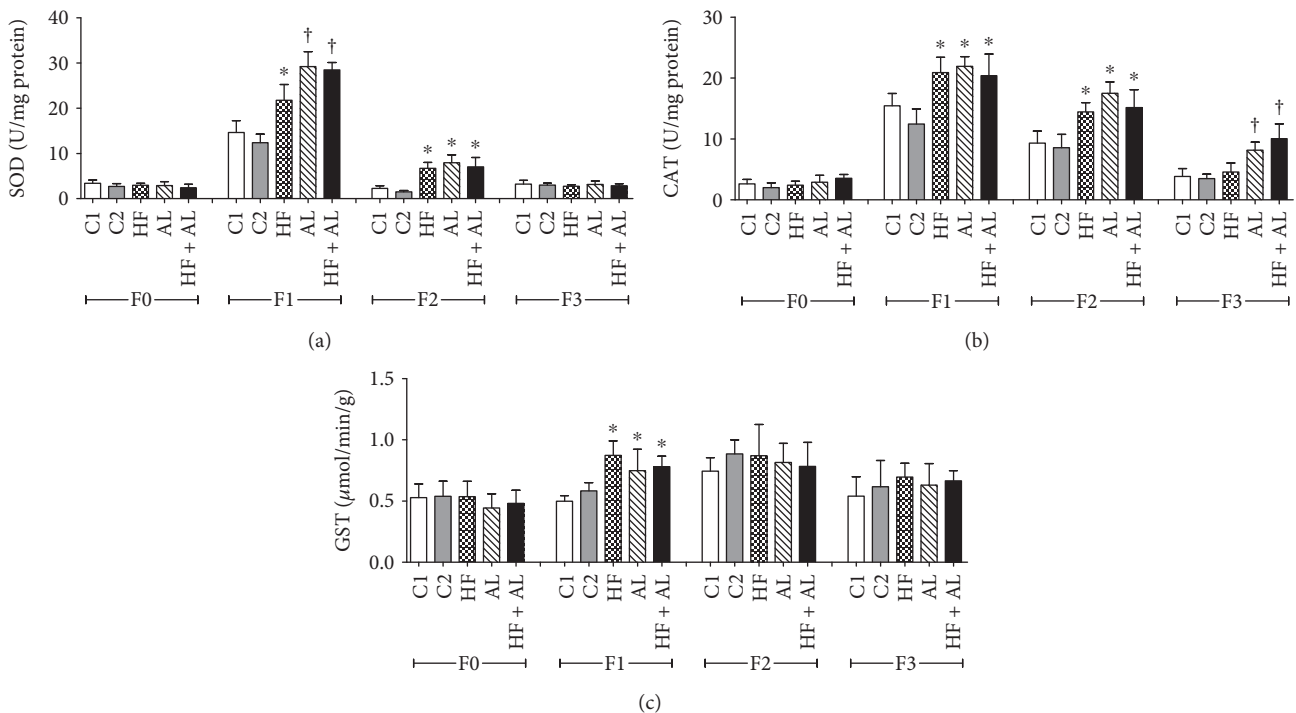 SOD (U/mg protein)
40
30
20
10
0
† †
*
* * *
C1 C2 HF AL HF + AL C1 C2 HF AL HF + AL C1 C2 HF AL HF + AL C1 C2 HF AL HF + AL
F0 F1 F2 F3
(a)
CAT (U/mg protein)
30
20
10
0
* * *
* * *
† †
C1 C2 HF AL HF + AL C1 C2 HF AL HF + AL C1 C2 HF AL HF + AL C1 C2 HF AL HF + AL
F0 F1 F2 F3
(b)
GST (μmol/min/g)
1.5
1.0
0.5
0.0
* * *
C1 C2 HF AL HF + AL C1 C2 HF AL HF + AL C1 C2 HF AL HF + AL C1 C2 HF AL HF + AL
F0 F1 F2 F3
(c)